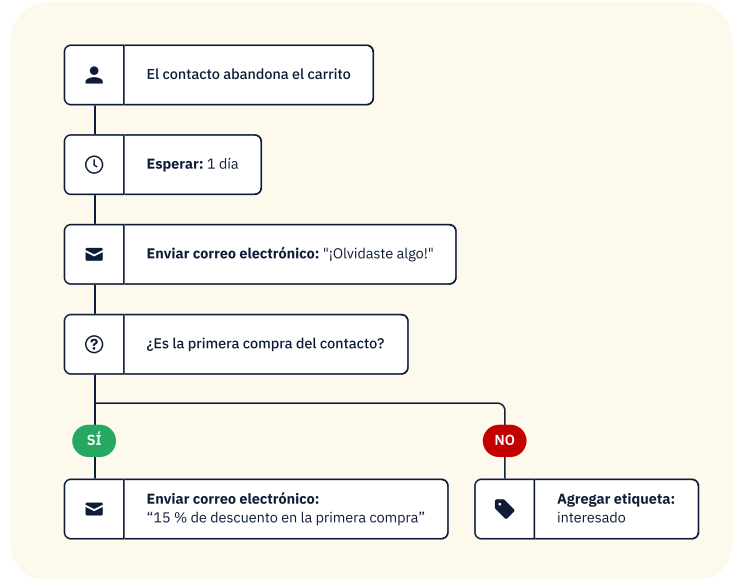 El contacto abandona el carrito
Esperar: 1 día
Enviar correo electrónico: "¡Olvidaste algo!"
¿Es la primera compra del contacto?
SÍ
NO
Enviar correo electrónico:
“15 % de descuento en la primera compra”
Agregar etiqueta:
interesado